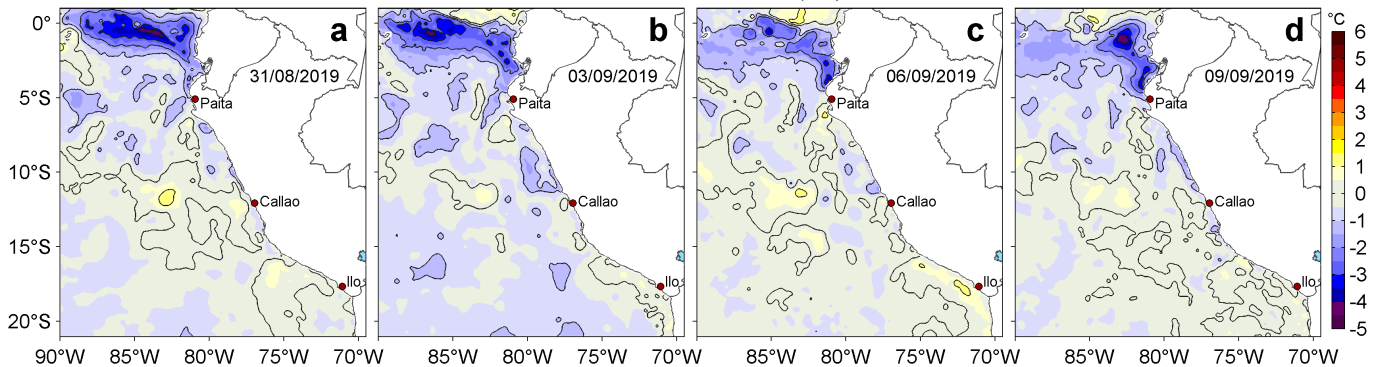 a b c d °C
31/08/2019 03/09/2019 06/09/2019 09/09/2019
0°
5°S
10°S
15°S
20°S
Paita Paita Paita Paita
Callao Callao Callao Callao
Ilo Ilo Ilo Ilo
6
5
4
3
2
1
0
-1
-2
-3
-4
-5
90°W 85°W 80°W 75°W 70°W 85°W 80°W 75°W 70°W 85°W 80°W 75°W 70°W 85°W 80°W 75°W 70°W